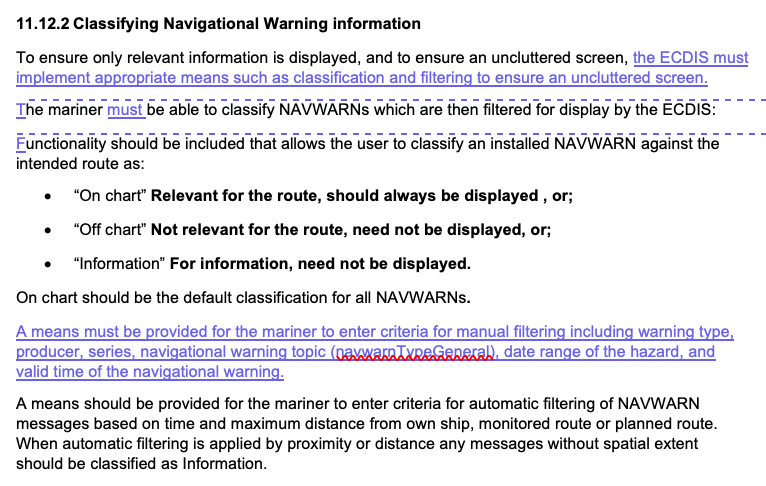 11.12.2 Classifying Navigational Warning information
To ensure only relevant information is displayed, and to ensure an uncluttered screen, the ECDIS must
implement appropriate means such as classification and filtering to ensure an uncluttered screen.
The mariner must be able to classify NAVWARNs which are then filtered for display by the ECDIS:
Functionality should be included that allows the user to classify an installed NAVWARN against the
intended route as:
• “On chart” Relevant for the route, should always be displayed , or;
• “Off chart” Not relevant for the route, need not be displayed, or;
• “Information” For information, need not be displayed.
On chart should be the default classification for all NAVWARNs.
A means must be provided for the mariner to enter criteria for manual filtering including warning type,
producer, series, navigational warning topic (navwarnTypeGeneral), date range of the hazard, and
valid time of the navigational warning.
A means should be provided for the mariner to enter criteria for automatic filtering of NAVWARN
messages based on time and maximum distance from own ship, monitored route or planned route.
When automatic filtering is applied by proximity or distance any messages without spatial extent
should be classified as Information.